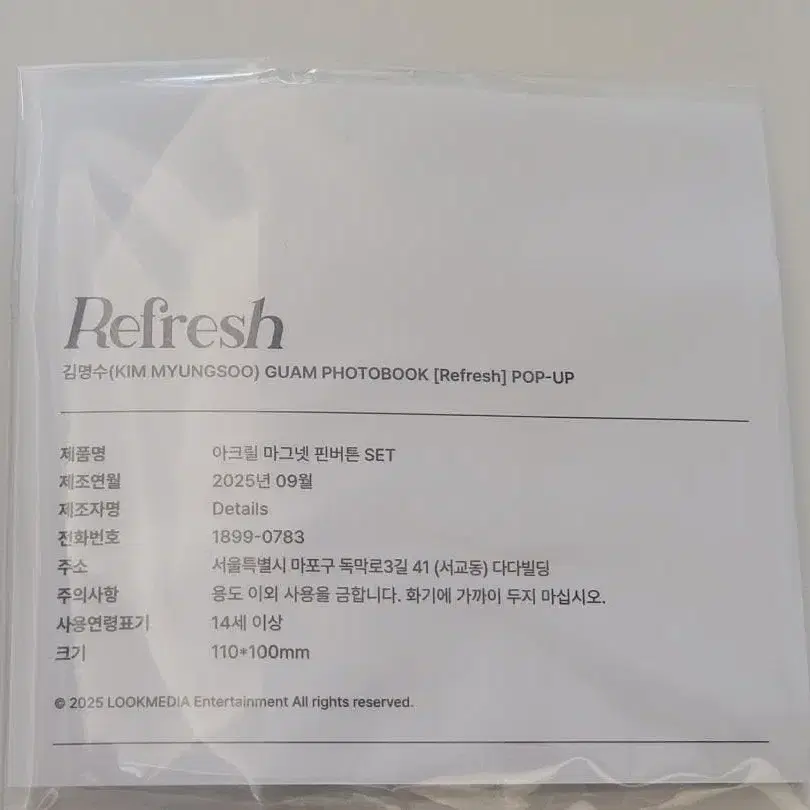 Refresh
김명수(KIM MYUNGSOO) GUAM PHOTOBOOK [Refresh] POP-UP
제품명 아크릴 마그넷 핀버튼 SET
제조연월 2025년 09월
제조자명 Details
전화번호 1899-0783
주소 서울특별시 마포구 독막로3길 41 (서교동) 다다빌딩
주의사항 용도 이외 사용을 금합니다. 화기에 가까이 두지 마십시오.
사용연령표기 14세 이상
크기 110*100mm
© 2025 LOOKMEDIA Entertainment All rights reserved.